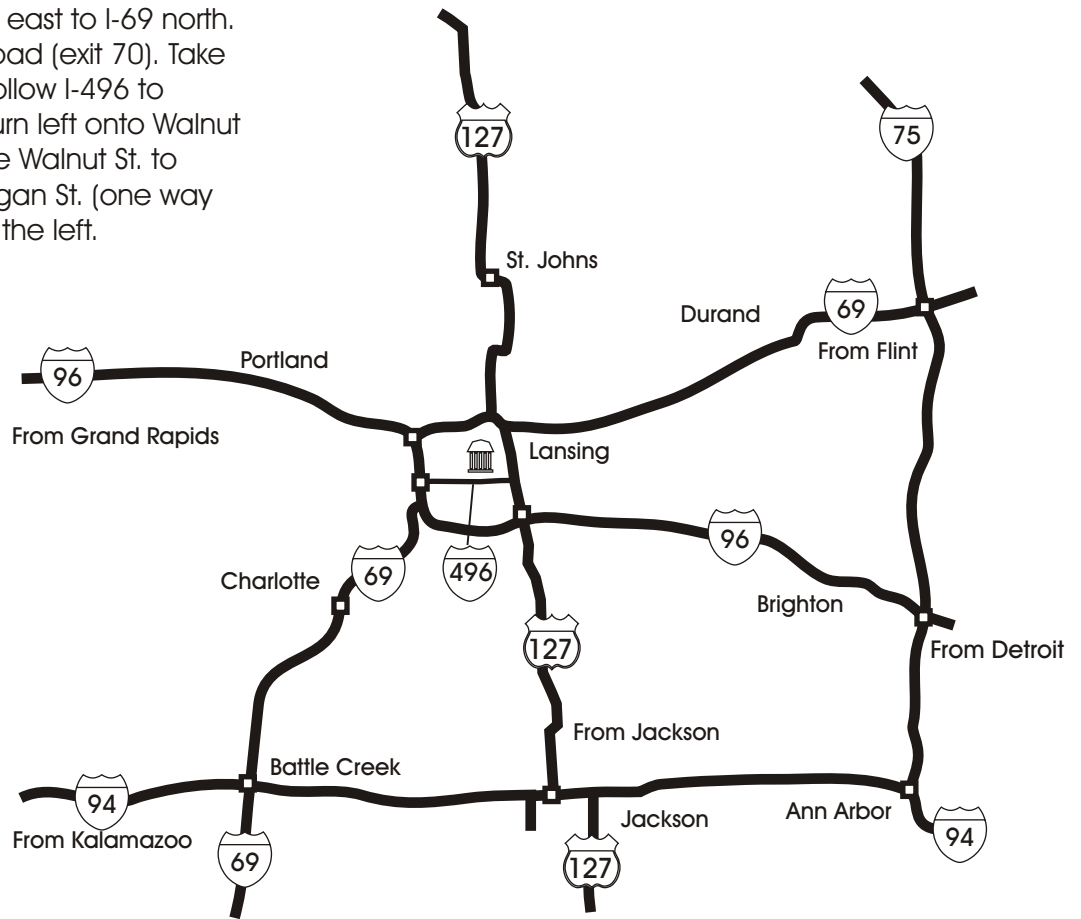 east to I-69 north.
oad (exit 70). Take
ollow I-496 to
urn left onto Walnut
e Walnut St. to
gan St. (one way
the left.
127
75
St. Johns
Durand
69
From Flint
Portland
96
From Grand Rapids
Lansing
96
69
496
Charlotte
Brighton
127
From Detroit
From Jackson
Battle Creek
94
From Kalamazoo
Ann Arbor
Jackson
94
69
127